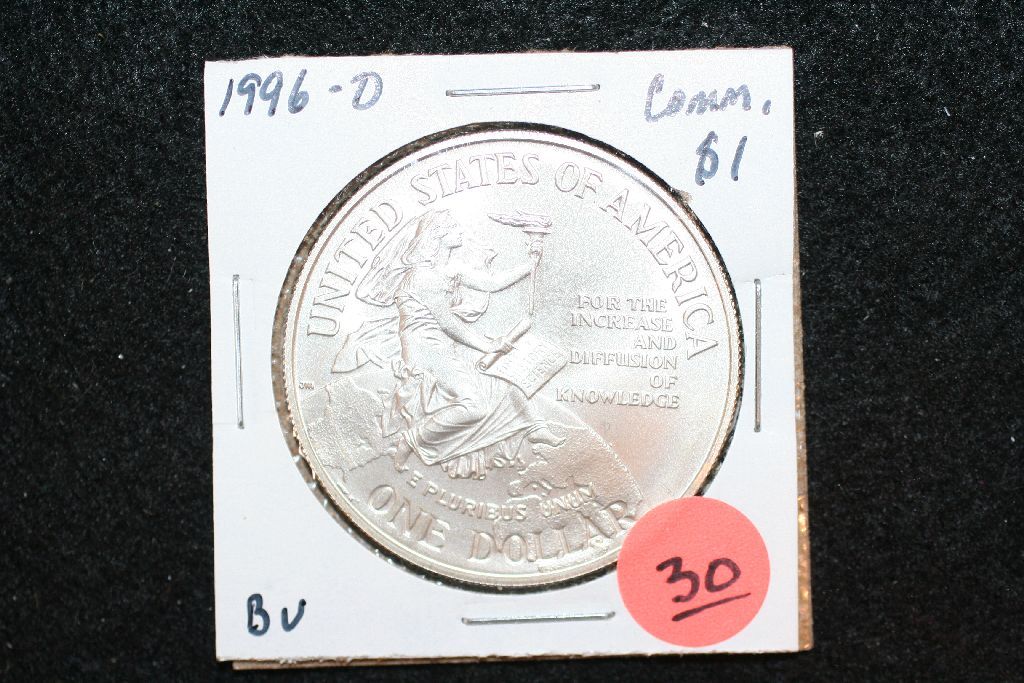 1996-D
Comm.
$1
UNITED STATES OF AMERICA
FOR THE
INCREASE
AND
DIFFUSION
OF
KNOWLEDGE
E PLURIBUS UNUM
ONE DOLLAR
BU
30